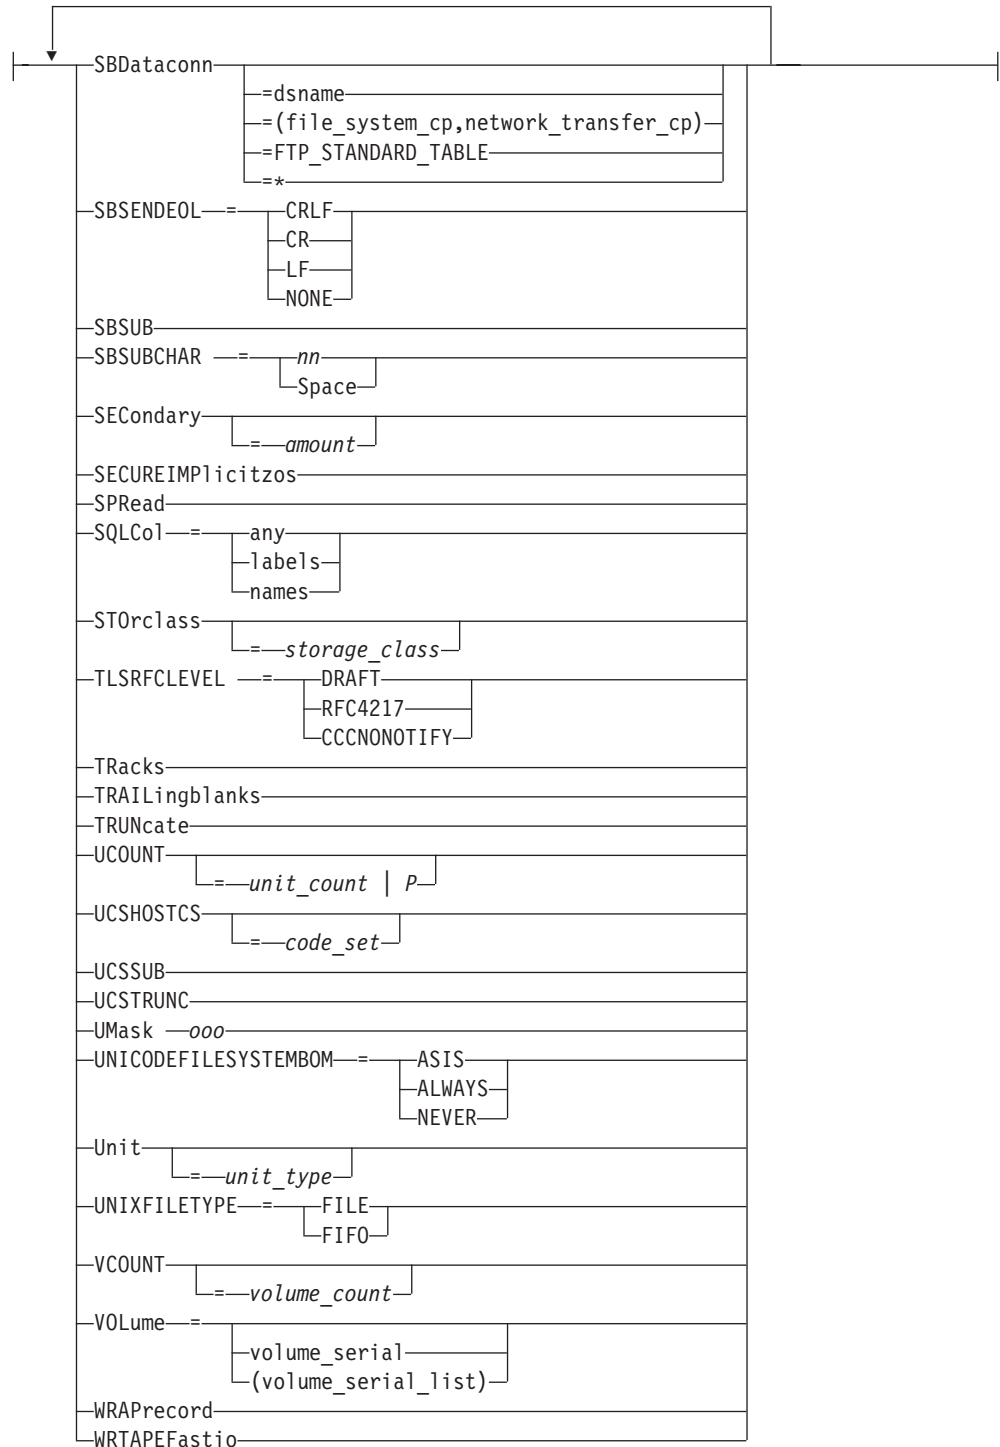 SBDataconn
=dsname
=(file_system_cp,network_transfer_cp)
=FTP_STANDARD_TABLE
=*
SBSENDEOL = CRLF
CR
LF
NONE
SBSUB
SBSUBCHAR = nn
Space
SECondary
= amount
SECUREIMPlicitzos
SPRead
SQLCol = any
labels
names
STOrclass
= storage_class
TLSRFCLEVEL = DRAFT
RFC4217
CCCNONOTIFY
TRacks
TRAILingblanks
TRUNcate
UCOUNT
= unit_count | P
UCSHOSTCS
= code_set
UCSSUB
UCSTRUNC
UMask ooo
UNICODEFILESYSTEMBOM = ASIS
ALWAYS
NEVER
Unit
= unit_type
UNIXFILETYPE = FILE
FIFO
VCOUNT
= volume_count
VOLume =
volume_serial
(volume_serial_list)
WRAPrecord
WRTAPEFastio